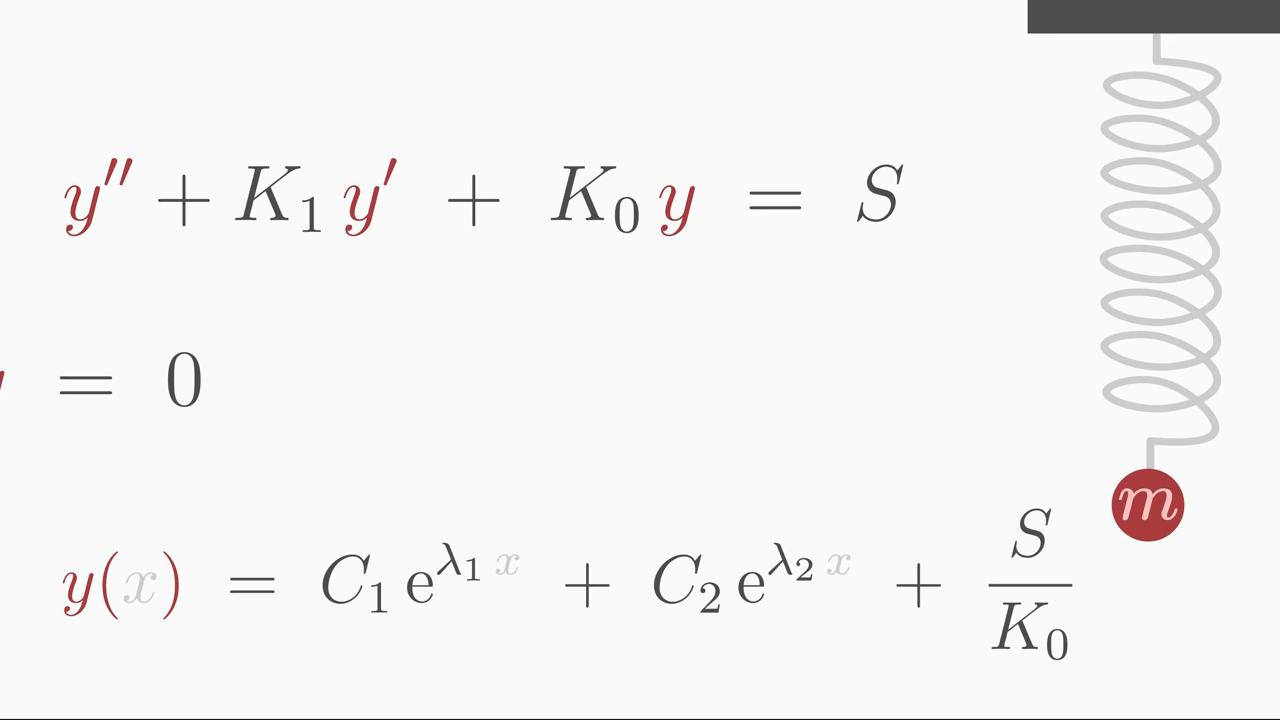 y″ + K₁ y′ + K₀ y = S
= 0
m
y(x) = C₁ e^{λ₁ x} + C₂ e^{λ₂ x} + S/K₀